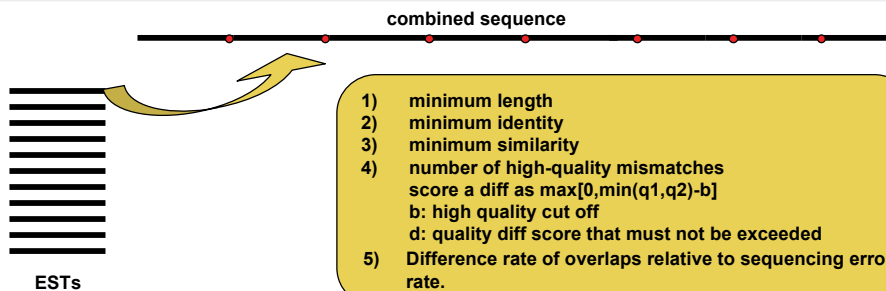 combined sequence
1) minimum length
2) minimum identity
3) minimum similarity
4) number of high-quality mismatches
score a diff as max[0,min(q1,q2)-b]
b: high quality cut off
d: quality diff score that must not be exceeded
5) Difference rate of overlaps relative to sequencing erro
rate.
ESTs